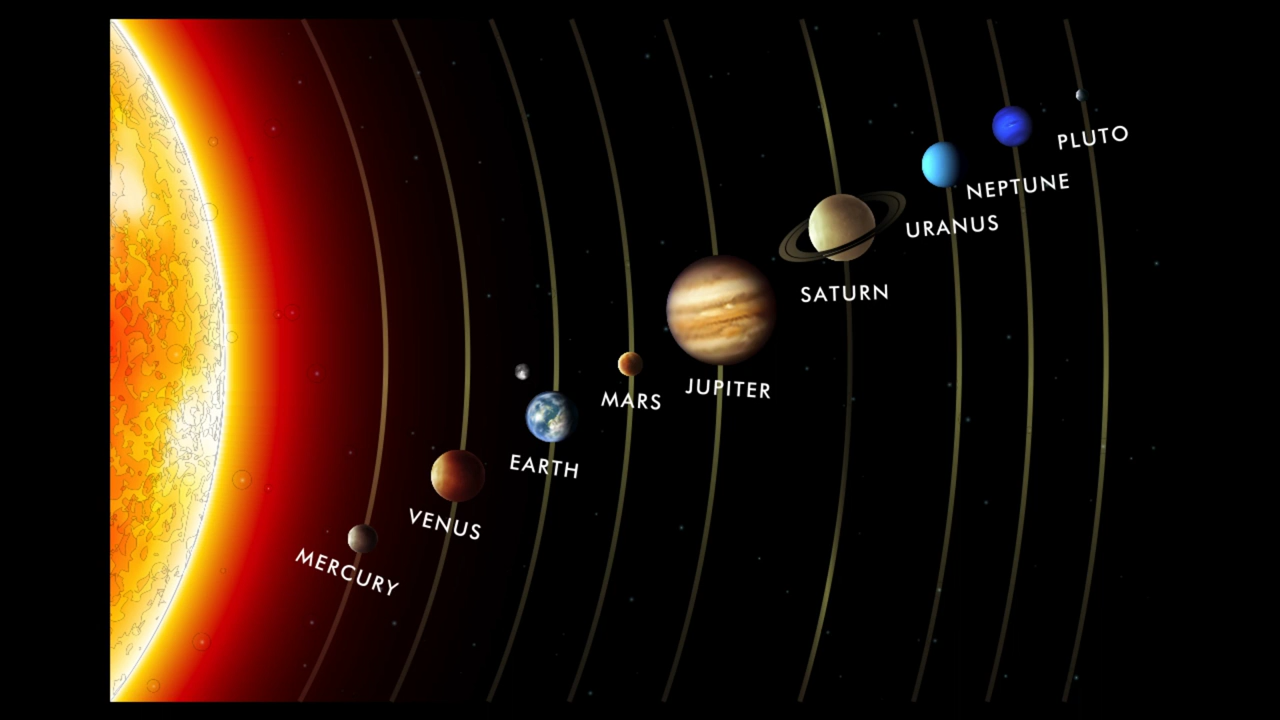 MERCURY
VENUS
EARTH
MARS
JUPITER
SATURN
URANUS
NEPTUNE
PLUTO